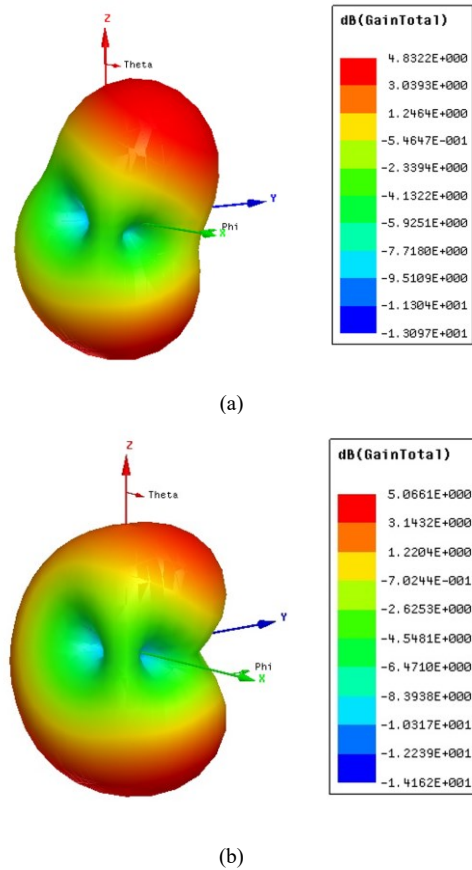 Z
Theta
Y
Phi
X
dB(GainTotal)
4.8322E+000
3.0393E+000
1.2464E+000
-5.4647E-001
-2.3394E+000
-4.1322E+000
-5.9251E+000
-7.7180E+000
-9.5109E+000
-1.1304E+001
-1.3097E+001
(a)
Z
Theta
Y
Phi
X
dB(GainTotal)
5.0661E+000
3.1432E+000
1.2204E+000
-7.0244E-001
-2.6253E+000
-4.5481E+000
-6.4710E+000
-8.3938E+000
-1.0317E+001
-1.2239E+001
-1.4162E+001
(b)